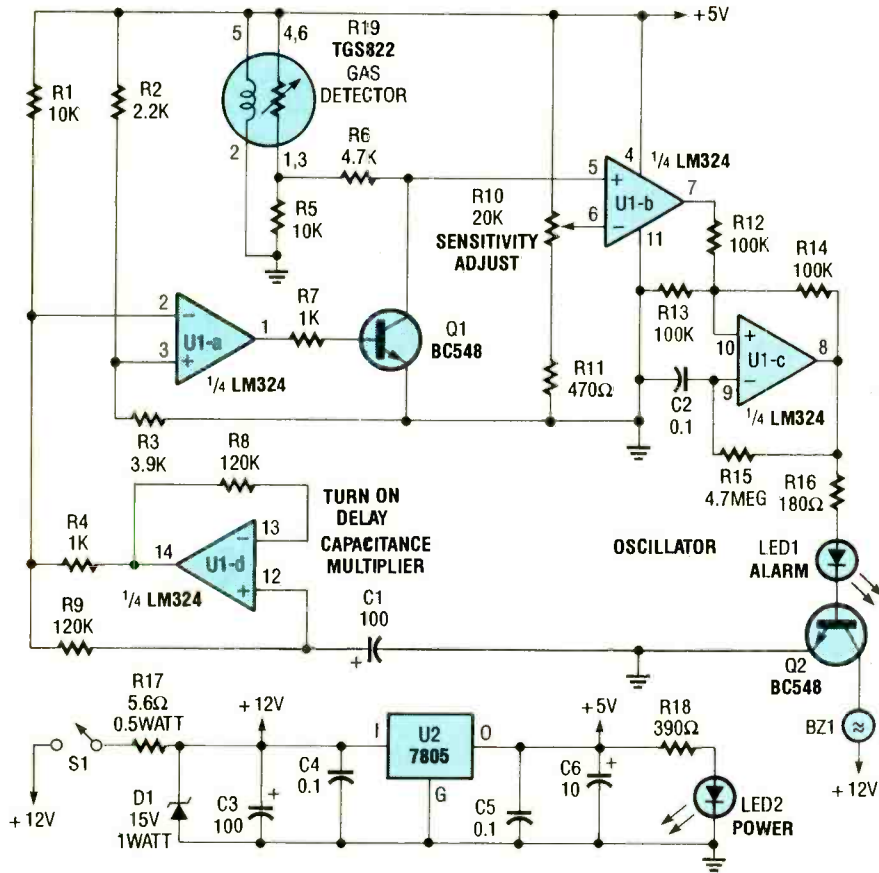 +5V
5
4,6
R19
TGS822
GAS
DETECTOR
R1
10K
R2
2.2K
2
1,3
R6
4.7K
R5
10K
5
4
1/4 LM324
+
7
U1-b
6
−
11
R10
20K
SENSITIVITY
ADJUST
R12
100K
R14
100K
R13
100K
2
−
U1-a
1
3
+
1/4 LM324
R7
1K
Q1
BC548
R11
470Ω
10
+
U1-c
8
−
9
1/4 LM324
C2
0.1
R3
3.9K
R8
120K
R15
4.7MEG
R16
180Ω
TURN ON
DELAY
CAPACITANCE
MULTIPLIER
R4
1K
14
U1-d
−
13
+
12
1/4 LM324
OSCILLATOR
LED1
ALARM
R9
120K
C1
100
+
Q2
BC548
R17
5.6Ω
0.5WATT
+12V
I
U2
7805
O
G
+5V
R18
390Ω
BZ1
≈
+12V
S1
+12V
D1
15V
1WATT
C3
100
+
C4
0.1
C5
0.1
C6
10
+
LED2
POWER